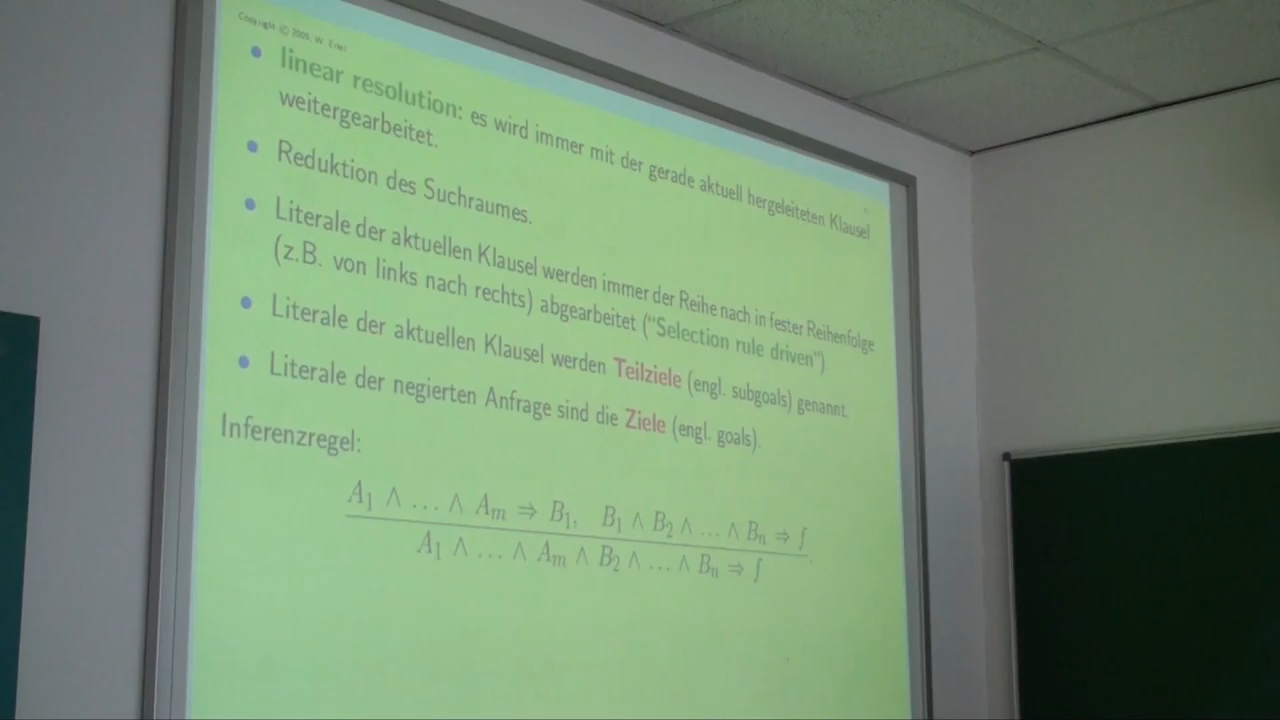 Copyright © 2009, W. Ertel
• linear resolution: es wird immer mit der gerade aktuell hergeleiteten Klausel
weitergearbeitet.
• Reduktion des Suchraumes.
• Literale der aktuellen Klausel werden immer der Reihe nach in fester Reihenfolge
(z.B. von links nach rechts) abgearbeitet ("Selection rule driven")
• Literale der aktuellen Klausel werden Teilziele (engl. subgoals) genannt.
• Literale der negierten Anfrage sind die Ziele (engl. goals).
Inferenzregel:
A₁ ∧ … ∧ Aₘ ⇒ B₁, B₁ ∧ B₂ ∧ … ∧ Bₙ ⇒ f
A₁ ∧ … ∧ Aₘ ∧ B₂ ∧ … ∧ Bₙ ⇒ f